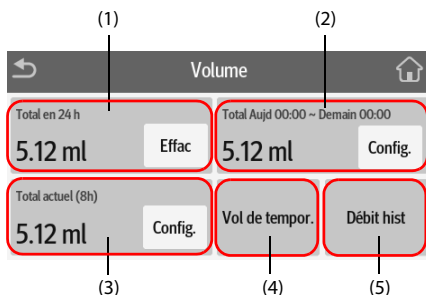 (1) (2)
Volume
Total en 24 h
5.12 ml
Effac
Total Aujd 00:00 ~ Demain 00:00
5.12 ml
Config.
Total actuel (8h)
5.12 ml
Config.
Vol de tempor.
Débit hist
(3) (4) (5)